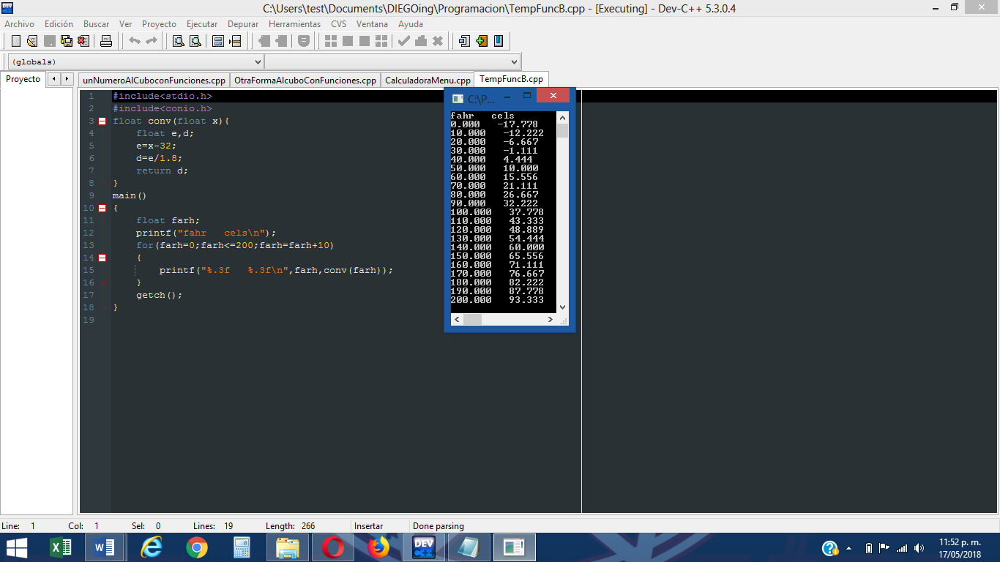 C:\Users\test\Documents\DIEGOing\Programacion\TempFuncB.cpp - [Executing] - Dev-C++ 5.3.0.4
Archivo Edición Buscar Ver Proyecto Ejecutar Depurar Herramientas CVS Ventana Ayuda
(globals)
Proyecto unNumeroAlCuboconFunciones.cpp OtraFormaAlcuboConFunciones.cpp CalculadoraMenu.cpp TempFuncB.cpp
1 #include<stdio.h>
2 #include<conio.h>
3 float conv(float x){
4 float e,d;
5 e=x-32;
6 d=e/1.8;
7 return d;
8 }
9 main()
10 {
11 float farh;
12 printf("fahr   cels\n");
13 for(farh=0;farh<=200;farh=farh+10)
14 {
15 printf("%.3f   %.3f\n",farh,conv(farh));
16 }
17 getch();
18 }
19
C:\P...
fahr   cels
0.000   -17.778
10.000   -12.222
20.000   -6.667
30.000   -1.111
40.000   4.444
50.000   10.000
60.000   15.556
70.000   21.111
80.000   26.667
90.000   32.222
100.000   37.778
110.000   43.333
120.000   48.889
130.000   54.444
140.000   60.000
150.000   65.556
160.000   71.111
170.000   76.667
180.000   82.222
190.000   87.778
200.000   93.333
Line: 1 Col: 1 Sel: 0 Lines: 19 Length: 266 Insertar Done parsing
DEV C++
11:52 p. m.
17/05/2018